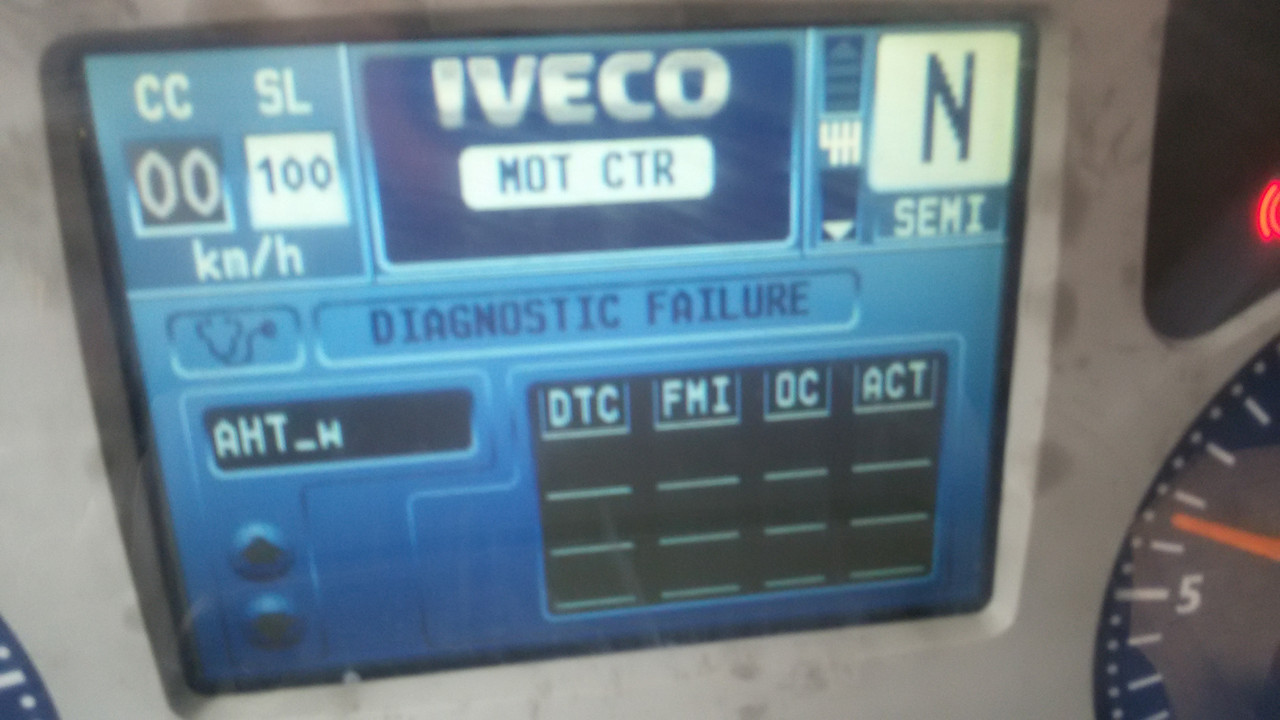 CC SL
00 100
km/h
IVECO
MOT CTR
N
SEMI
DIAGNOSTIC FAILURE
AHT_w
DTC FMI OC ACT
5